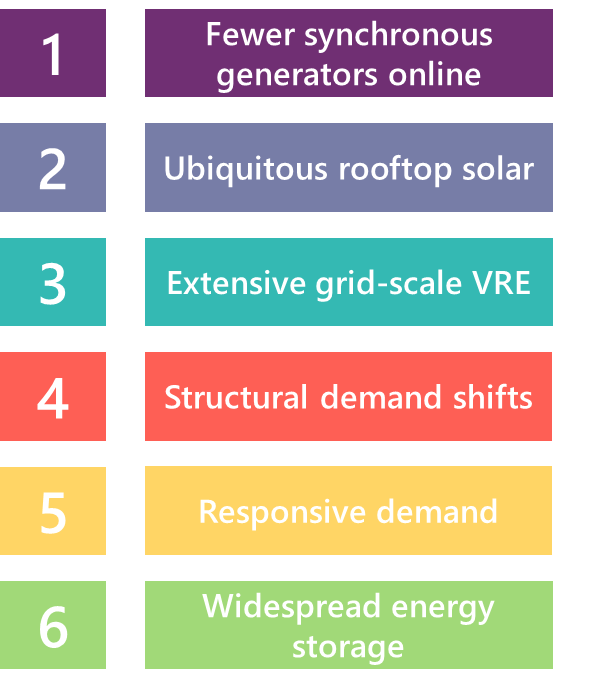 1
Fewer synchronous
generators online
2
Ubiquitous rooftop solar
3
Extensive grid-scale VRE
4
Structural demand shifts
5
Responsive demand
6
Widespread energy
storage